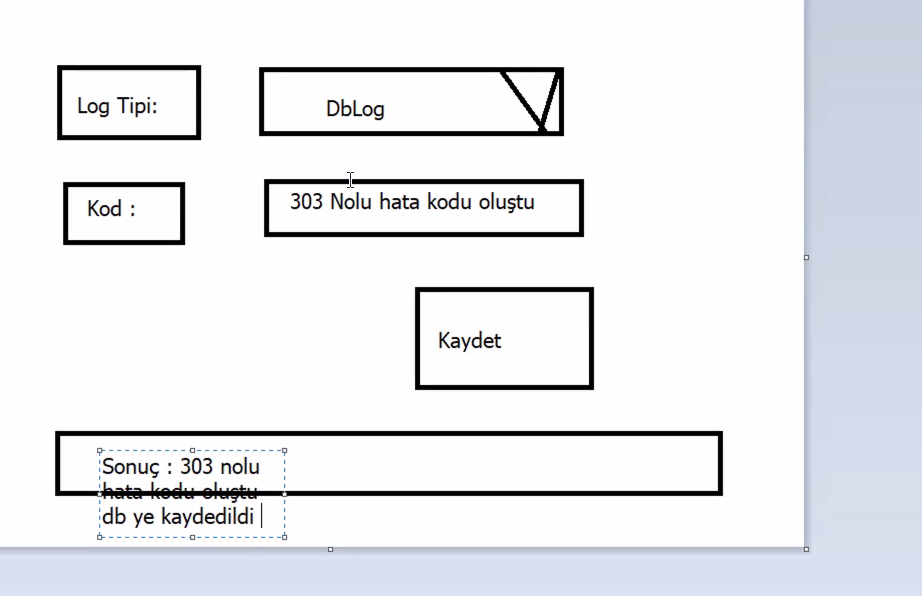 Log Tipi:
DbLog
Kod :
303 Nolu hata kodu oluştu
Kaydet
Sonuç : 303 nolu
hata kodu oluştu
db ye kaydedildi